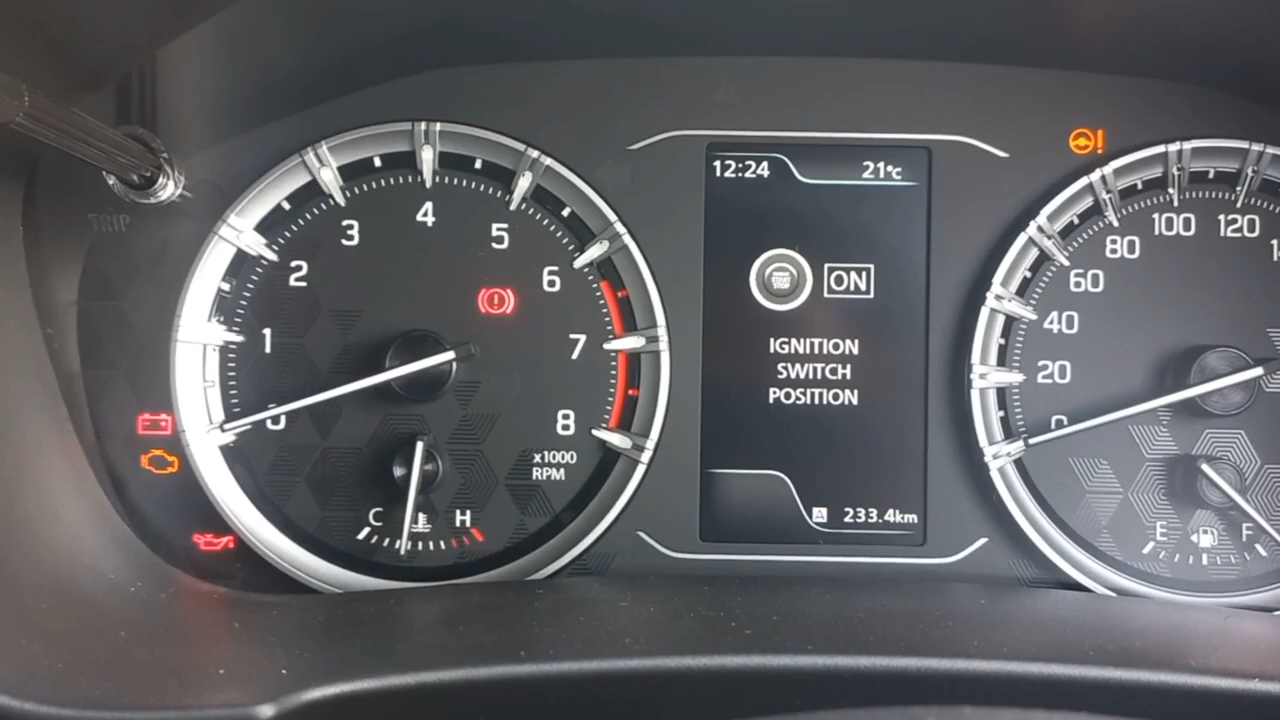 12:24 21°C
START
STOP
ON
IGNITION
SWITCH
POSITION
A 233.4km
TRIP
0
1
2
3
4
5
6
7
8
x1000
RPM
C H
0
20
40
60
80
100
120
E F